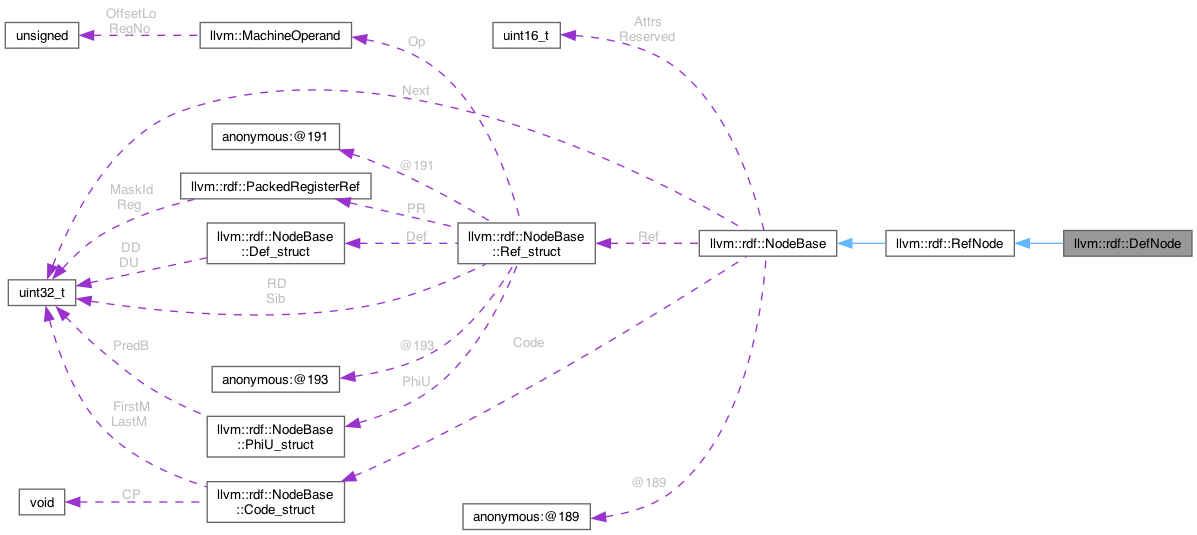 OffsetLo
RegNo
unsigned
llvm::MachineOperand
Op
uint16_t
Attrs
Reserved
Next
anonymous:@191
@191
MaskId
Reg
llvm::rdf::PackedRegisterRef
PR
DD
DU
llvm::rdf::NodeBase
::Def_struct
Def
llvm::rdf::NodeBase
::Ref_struct
Ref
llvm::rdf::NodeBase
llvm::rdf::RefNode
llvm::rdf::DefNode
uint32_t
RD
Sib
PredB
anonymous:@193
@193
PhiU
Code
FirstM
LastM
llvm::rdf::NodeBase
::PhiU_struct
void
CP
llvm::rdf::NodeBase
::Code_struct
@189
anonymous:@189